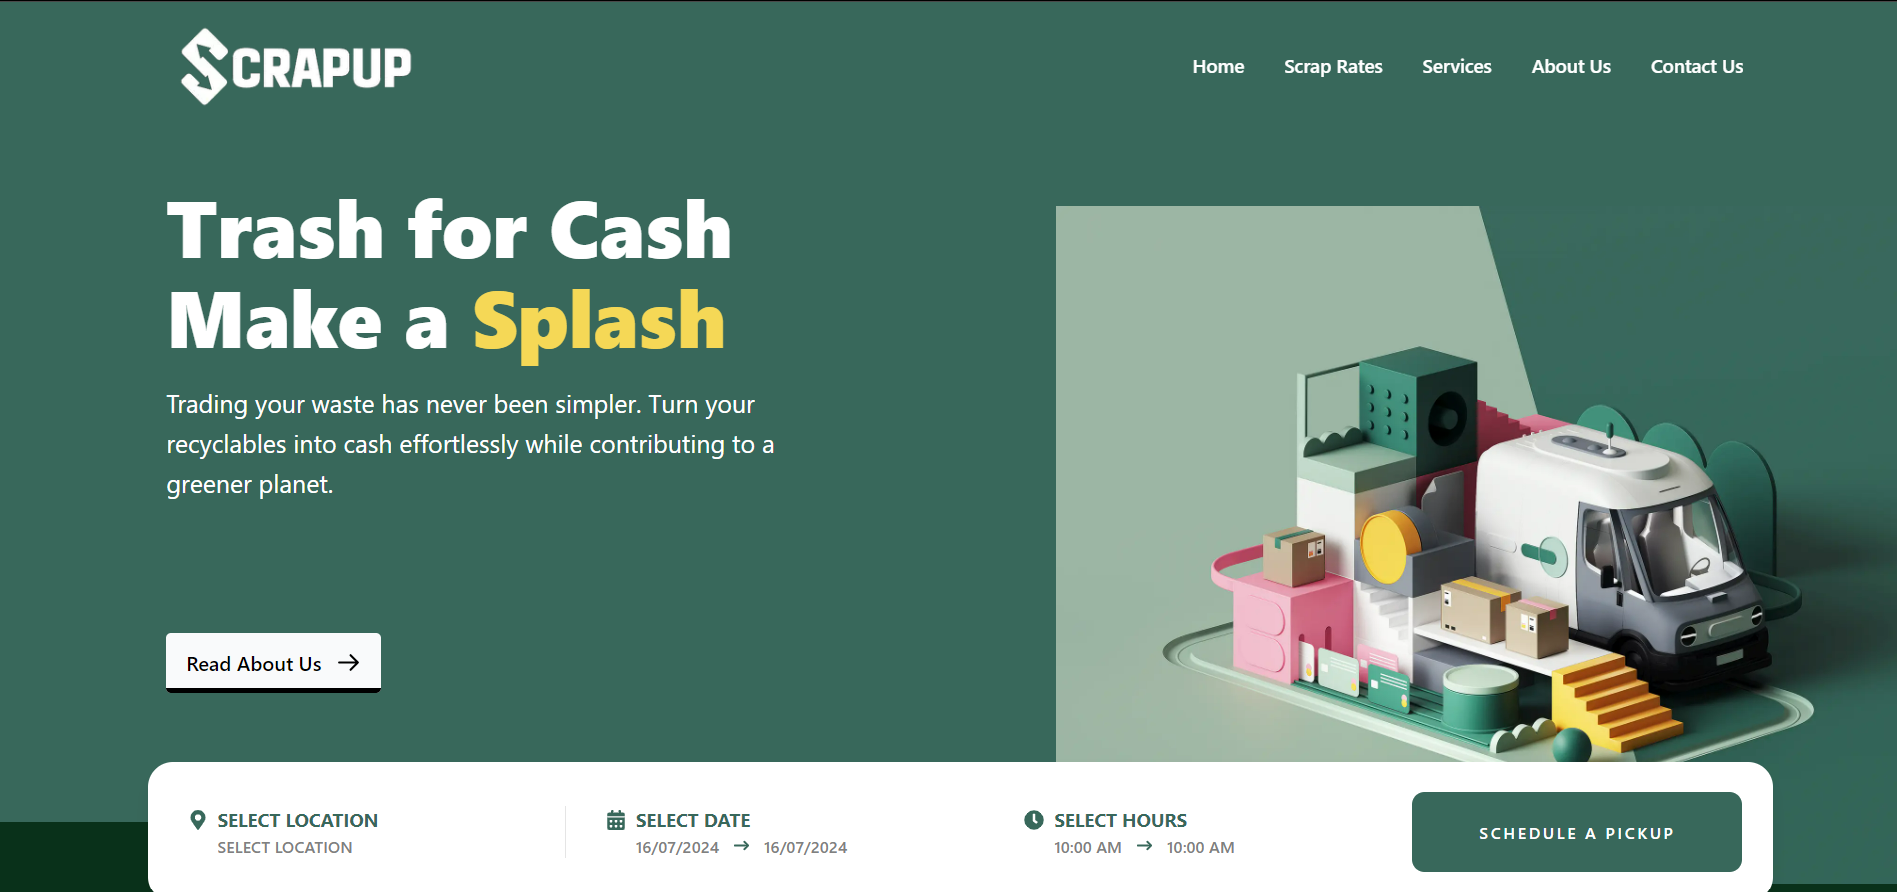 SCRAPUP
Home Scrap Rates Services About Us Contact Us
Trash for Cash
Make a Splash
Trading your waste has never been simpler. Turn your
recyclables into cash effortlessly while contributing to a
greener planet.
Read About Us →
SELECT LOCATION
SELECT LOCATION
SELECT DATE
16/07/2024 → 16/07/2024
SELECT HOURS
10:00 AM → 10:00 AM
SCHEDULE A PICKUP